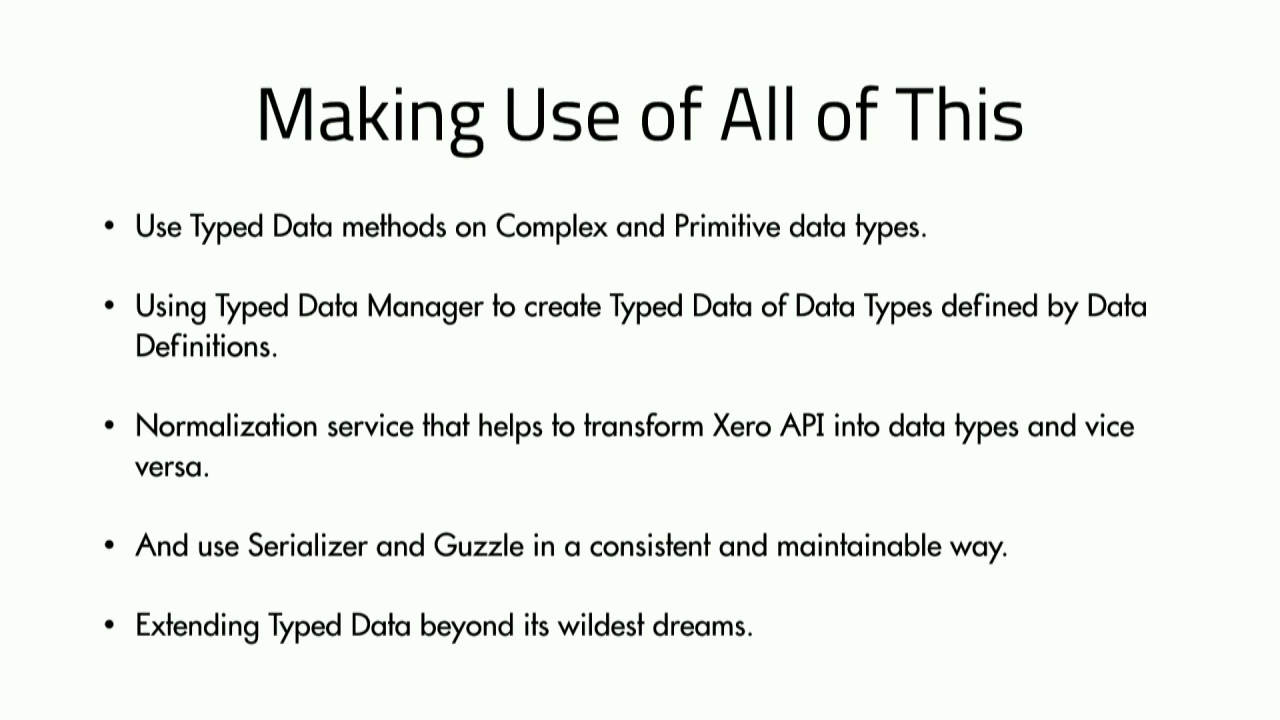 Making Use of All of This
• Use Typed Data methods on Complex and Primitive data types.
• Using Typed Data Manager to create Typed Data of Data Types defined by Data
Definitions.
• Normalization service that helps to transform Xero API into data types and vice
versa.
• And use Serializer and Guzzle in a consistent and maintainable way.
• Extending Typed Data beyond its wildest dreams.